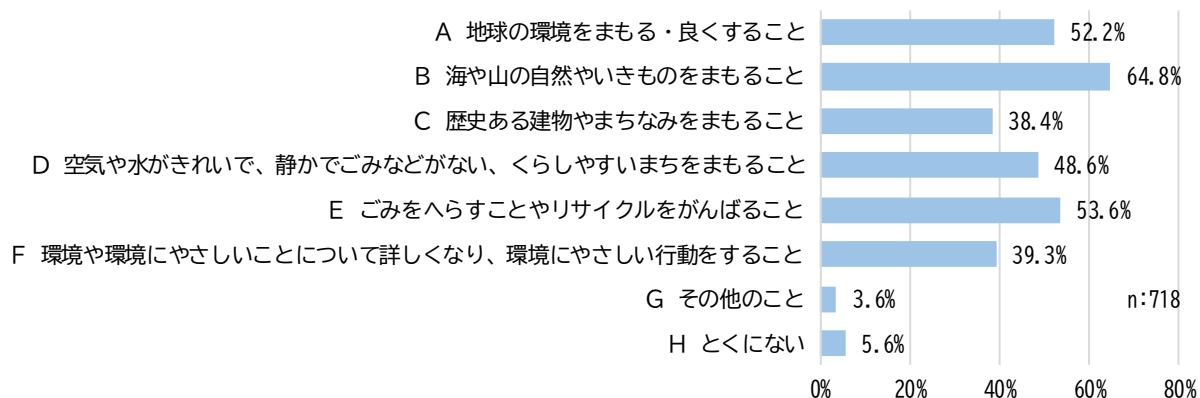 A 地球の環境をまもる・良くすること 52.2%
B 海や山の自然やいきものをまもること 64.8%
C 歴史ある建物やまちなみをまもること 38.4%
D 空気や水がきれいで、静かでごみなどがない、くらしやすいまちをまもること 48.6%
E ごみをへらすことやリサイクルをがんばること 53.6%
F 環境や環境にやさしいことについて詳しくなり、環境にやさしい行動をすること 39.3%
G その他のこと 3.6% n:718
H とくにない 5.6%
0% 20% 40% 60% 80%